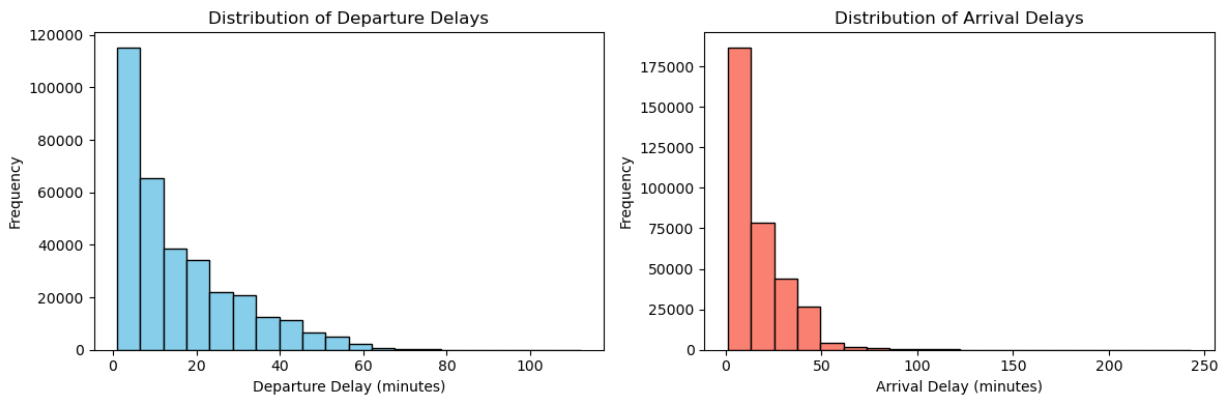 Distribution of Departure Delays
120000
100000
80000
60000
40000
20000
0
Frequency
0 20 40 60 80 100
Departure Delay (minutes)
Distribution of Arrival Delays
175000
150000
125000
100000
75000
50000
25000
0
Frequency
0 50 100 150 200 250
Arrival Delay (minutes)